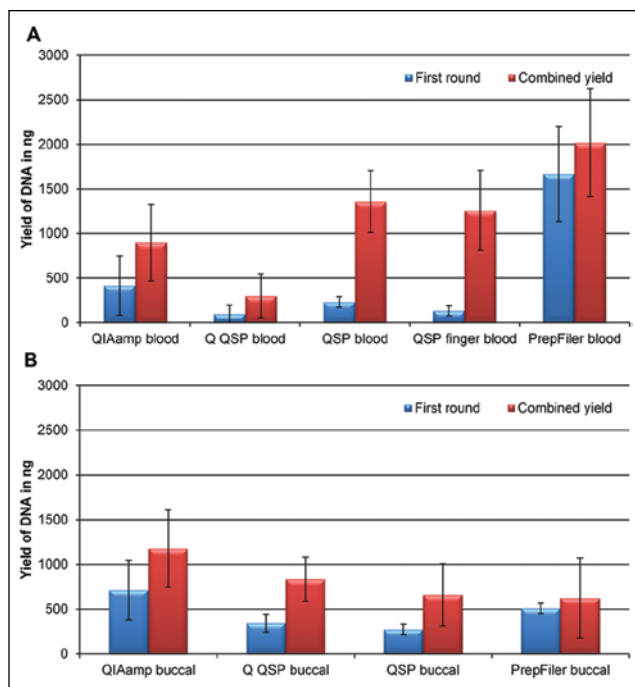 A
3000
First round Combined yield
2500
2000
1500
1000
500
0
Yield of DNA in ng
QIAamp blood Q QSP blood QSP blood QSP finger blood PrepFiler blood
B
3000
First round Combined yield
2500
2000
1500
1000
500
0
Yield of DNA in ng
QIAamp buccal Q QSP buccal QSP buccal PrepFiler buccal